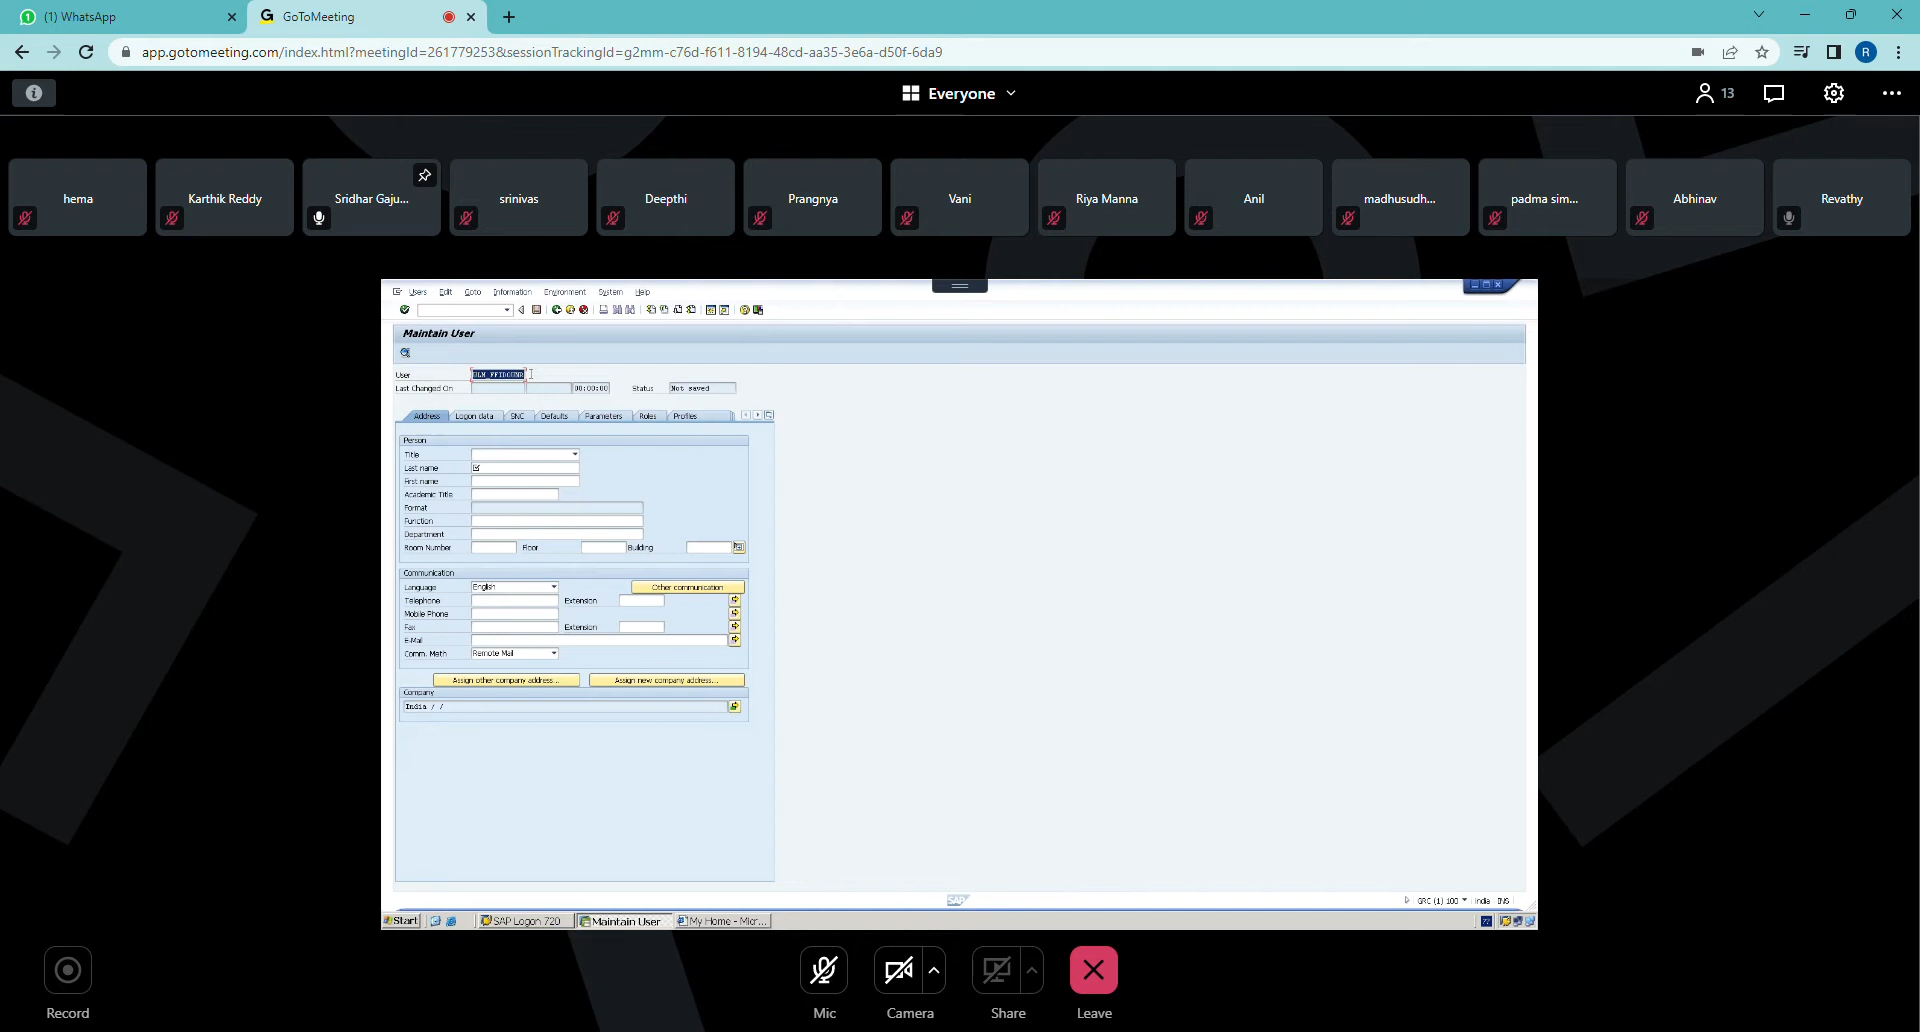 (1) WhatsApp
GoToMeeting
app.gotomeeting.com/index.html?meetingId=261779253&sessionTrackingId=g2mm-c76d-f611-8194-48cd-aa35-3e6a-d50f-6da9
R
Everyone
13
hema
Karthik Reddy
Sridhar Gaju...
srinivas
Deepthi
Prangnya
Vani
Riya Manna
Anil
madhusudh...
padma sim...
Abhinav
Revathy
Users Edit Goto Information Environment System Help
Maintain User
User
Last Changed On 00:00:00 Status Not saved
Address Logon data SNC Defaults Parameters Roles Profiles
Person
Title
Last name
First name
Academic Title
Format
Function
Department
Room Number Floor Building
Communication
Language English Other communication
Telephone Extension
Mobile Phone
Fax Extension
E-Mail
Comm. Meth Remote Mail
Assign other company address... Assign new company address...
Company
India / /
SAP
GRC (1) 100 india INS
Start SAP Logon 720 Maintain User My Home - Micr...
Record
Mic
Camera
Share
Leave